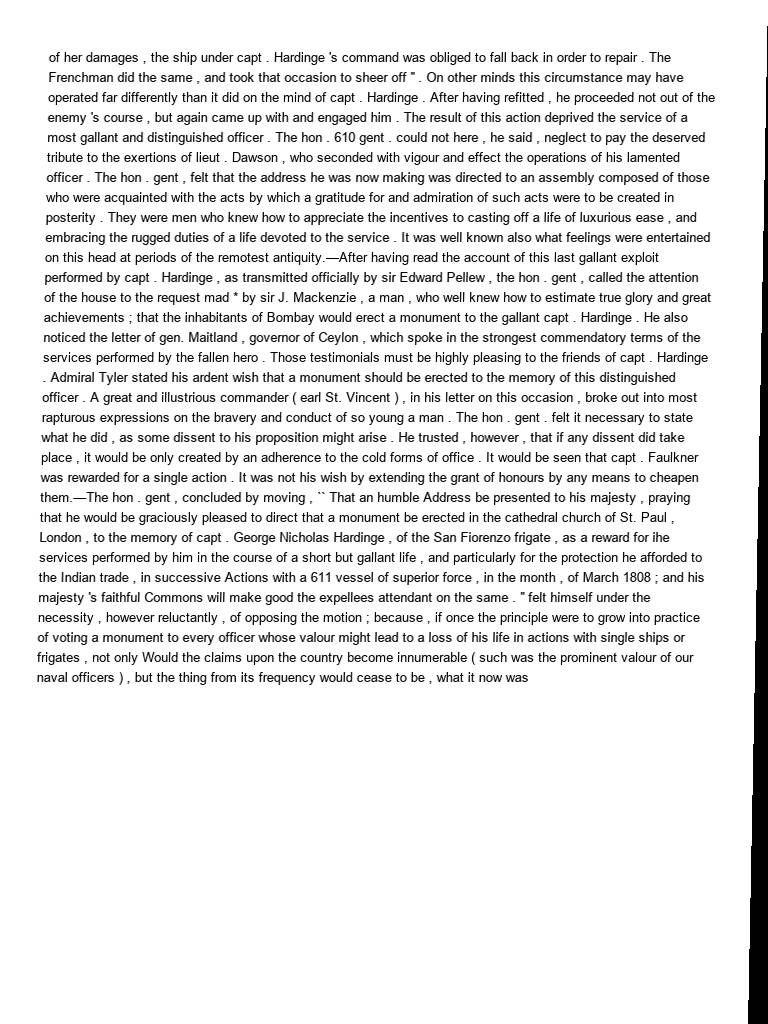 of her damages , the ship under capt . Hardinge 's command was obliged to fall back in order to repair . The
Frenchman did the same , and took that occasion to sheer off " . On other minds this circumstance may have
operated far differently than it did on the mind of capt . Hardinge . After having refitted , he proceeded not out of the
enemy 's course , but again came up with and engaged him . The result of this action deprived the service of a
most gallant and distinguished officer . The hon . 610 gent . could not here , he said , neglect to pay the deserved
tribute to the exertions of lieut . Dawson , who seconded with vigour and effect the operations of his lamented
officer . The hon . gent , felt that the address he was now making was directed to an assembly composed of those
who were acquainted with the acts by which a gratitude for and admiration of such acts were to be created in
posterity . They were men who knew how to appreciate the incentives to casting off a life of luxurious ease , and
embracing the rugged duties of a life devoted to the service . It was well known also what feelings were entertained
on this head at periods of the remotest antiquity.—After having read the account of this last gallant exploit
performed by capt . Hardinge , as transmitted officially by sir Edward Pellew , the hon . gent , called the attention
of the house to the request mad * by sir J. Mackenzie , a man , who well knew how to estimate true glory and great
achievements ; that the inhabitants of Bombay would erect a monument to the gallant capt . Hardinge . He also
noticed the letter of gen. Maitland , governor of Ceylon , which spoke in the strongest commendatory terms of the
services performed by the fallen hero . Those testimonials must be highly pleasing to the friends of capt . Hardinge
. Admiral Tyler stated his ardent wish that a monument should be erected to the memory of this distinguished
officer . A great and illustrious commander ( earl St. Vincent ) , in his letter on this occasion , broke out into most
rapturous expressions on the bravery and conduct of so young a man . The hon . gent . felt it necessary to state
what he did , as some dissent to his proposition might arise . He trusted , however , that if any dissent did take
place , it would be only created by an adherence to the cold forms of office . It would be seen that capt . Faulkner
was rewarded for a single action . It was not his wish by extending the grant of honours by any means to cheapen
them.—The hon . gent , concluded by moving , `` That an humble Address be presented to his majesty , praying
that he would be graciously pleased to direct that a monument be erected in the cathedral church of St. Paul ,
London , to the memory of capt . George Nicholas Hardinge , of the San Fiorenzo frigate , as a reward for ihe
services performed by him in the course of a short but gallant life , and particularly for the protection he afforded to
the Indian trade , in successive Actions with a 611 vessel of superior force , in the month , of March 1808 ; and his
majesty 's faithful Commons will make good the expellees attendant on the same . " felt himself under the
necessity , however reluctantly , of opposing the motion ; because , if once the principle were to grow into practice
of voting a monument to every officer whose valour might lead to a loss of his life in actions with single ships or
frigates , not only Would the claims upon the country become innumerable ( such was the prominent valour of our
naval officers ) , but the thing from its frequency would cease to be , what it now was